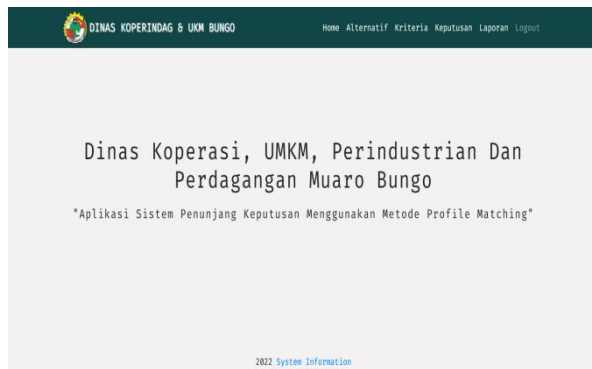 DINAS KOPERINDAG & UKM BUNGO
Home Alternatif Kriteria Keputusan Laporan Logout
Dinas Koperasi, UMKM, Perindustrian Dan
Perdagangan Muaro Bungo
"Aplikasi Sistem Penunjang Keputusan Menggunakan Metode Profile Matching"
2022 System Information